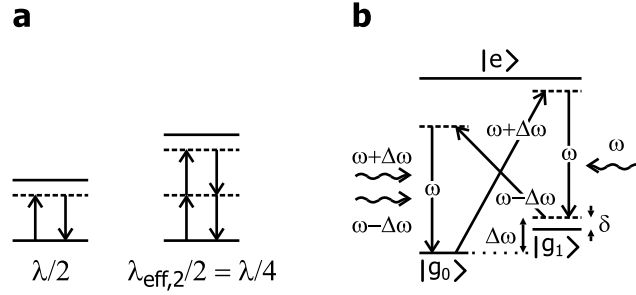 a
λ/2
λeff,2/2 = λ/4
b
|e>
ω+Δω
ω−Δω
ω
ω+Δω
ω−Δω
ω
ω
Δω
δ
|g₀>
|g₁>